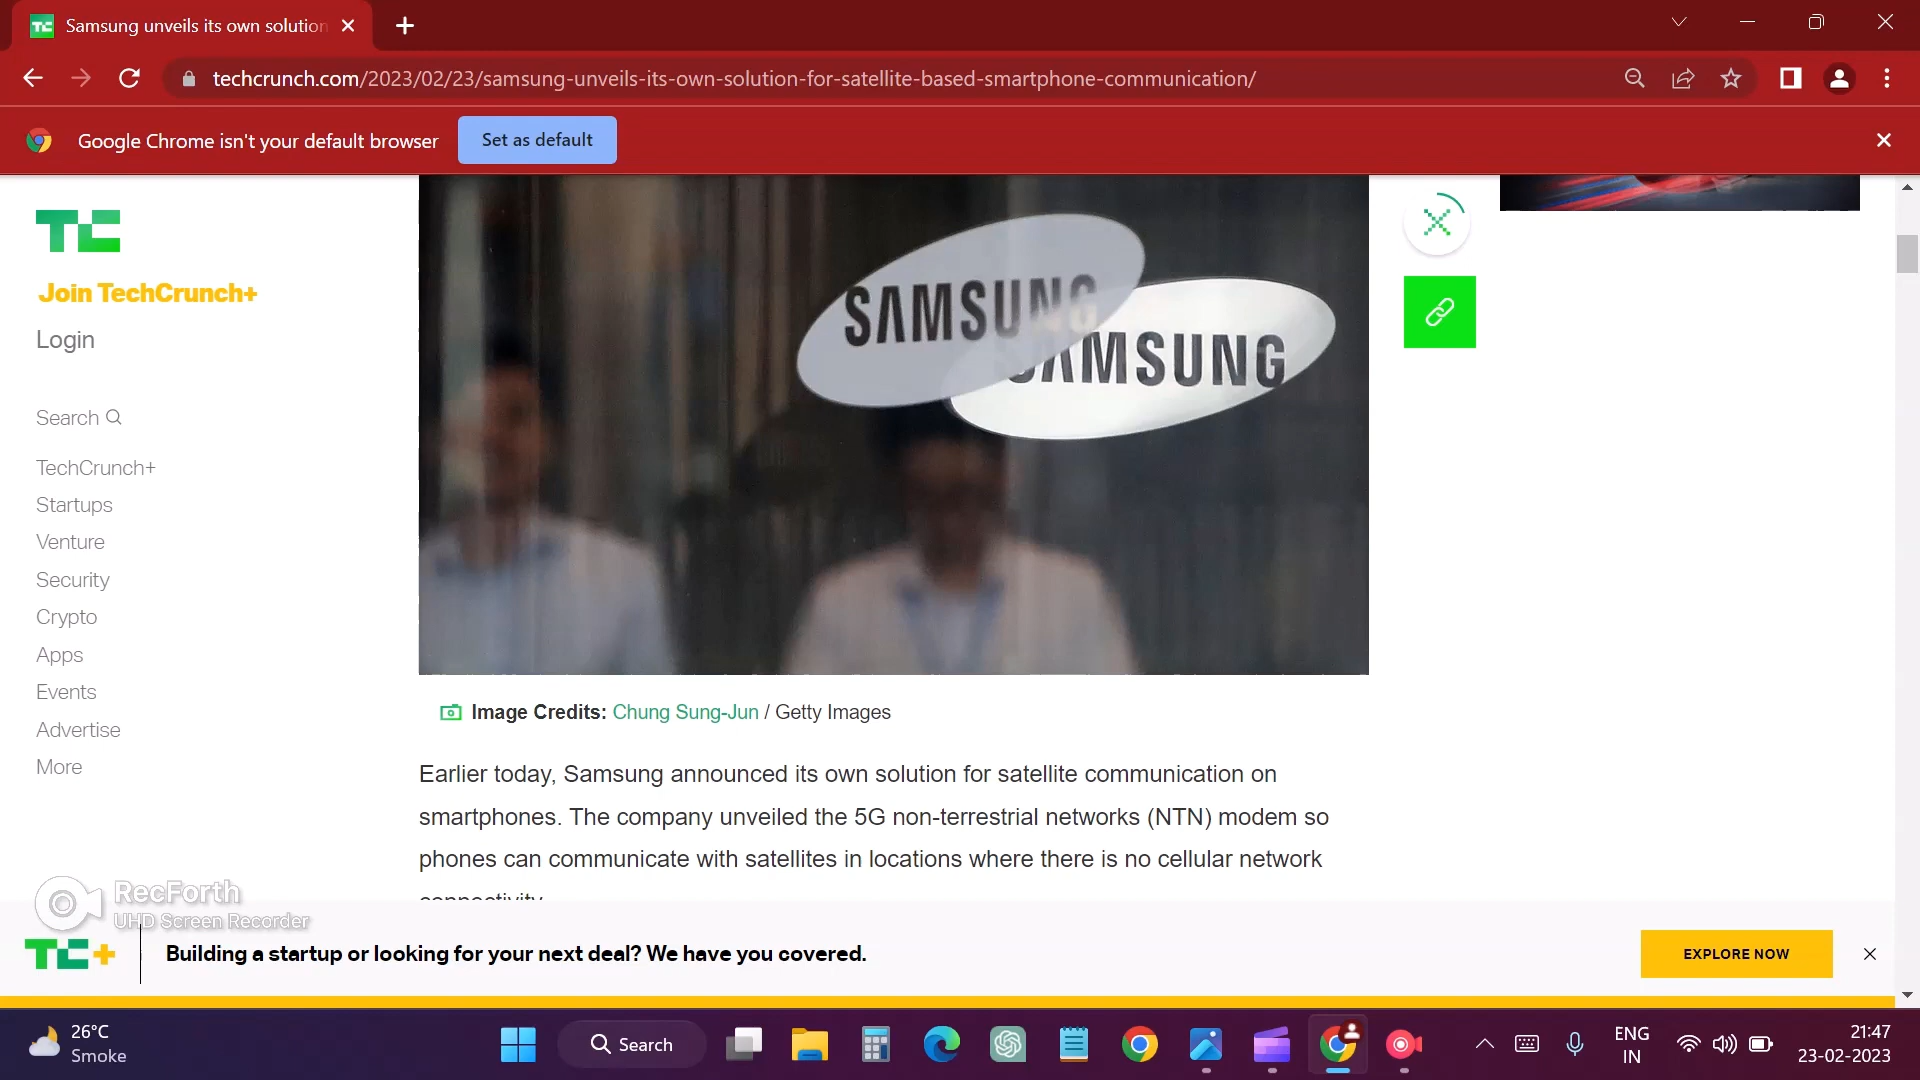 Samsung unveils its own solution
techcrunch.com/2023/02/23/samsung-unveils-its-own-solution-for-satellite-based-smartphone-communication/
Google Chrome isn't your default browser
Set as default
TC
Join TechCrunch+
Login
Search
TechCrunch+
Startups
Venture
Security
Crypto
Apps
Events
Advertise
More
SAMSUNG
SAMSUNG
Image Credits: Chung Sung-Jun / Getty Images
Earlier today, Samsung announced its own solution for satellite communication on
smartphones. The company unveiled the 5G non-terrestrial networks (NTN) modem so
phones can communicate with satellites in locations where there is no cellular network
connectivity.
RecForth
UHD Screen Recorder
TC+
Building a startup or looking for your next deal? We have you covered.
EXPLORE NOW
26°C
Smoke
Search
ENG
IN
21:47
23-02-2023